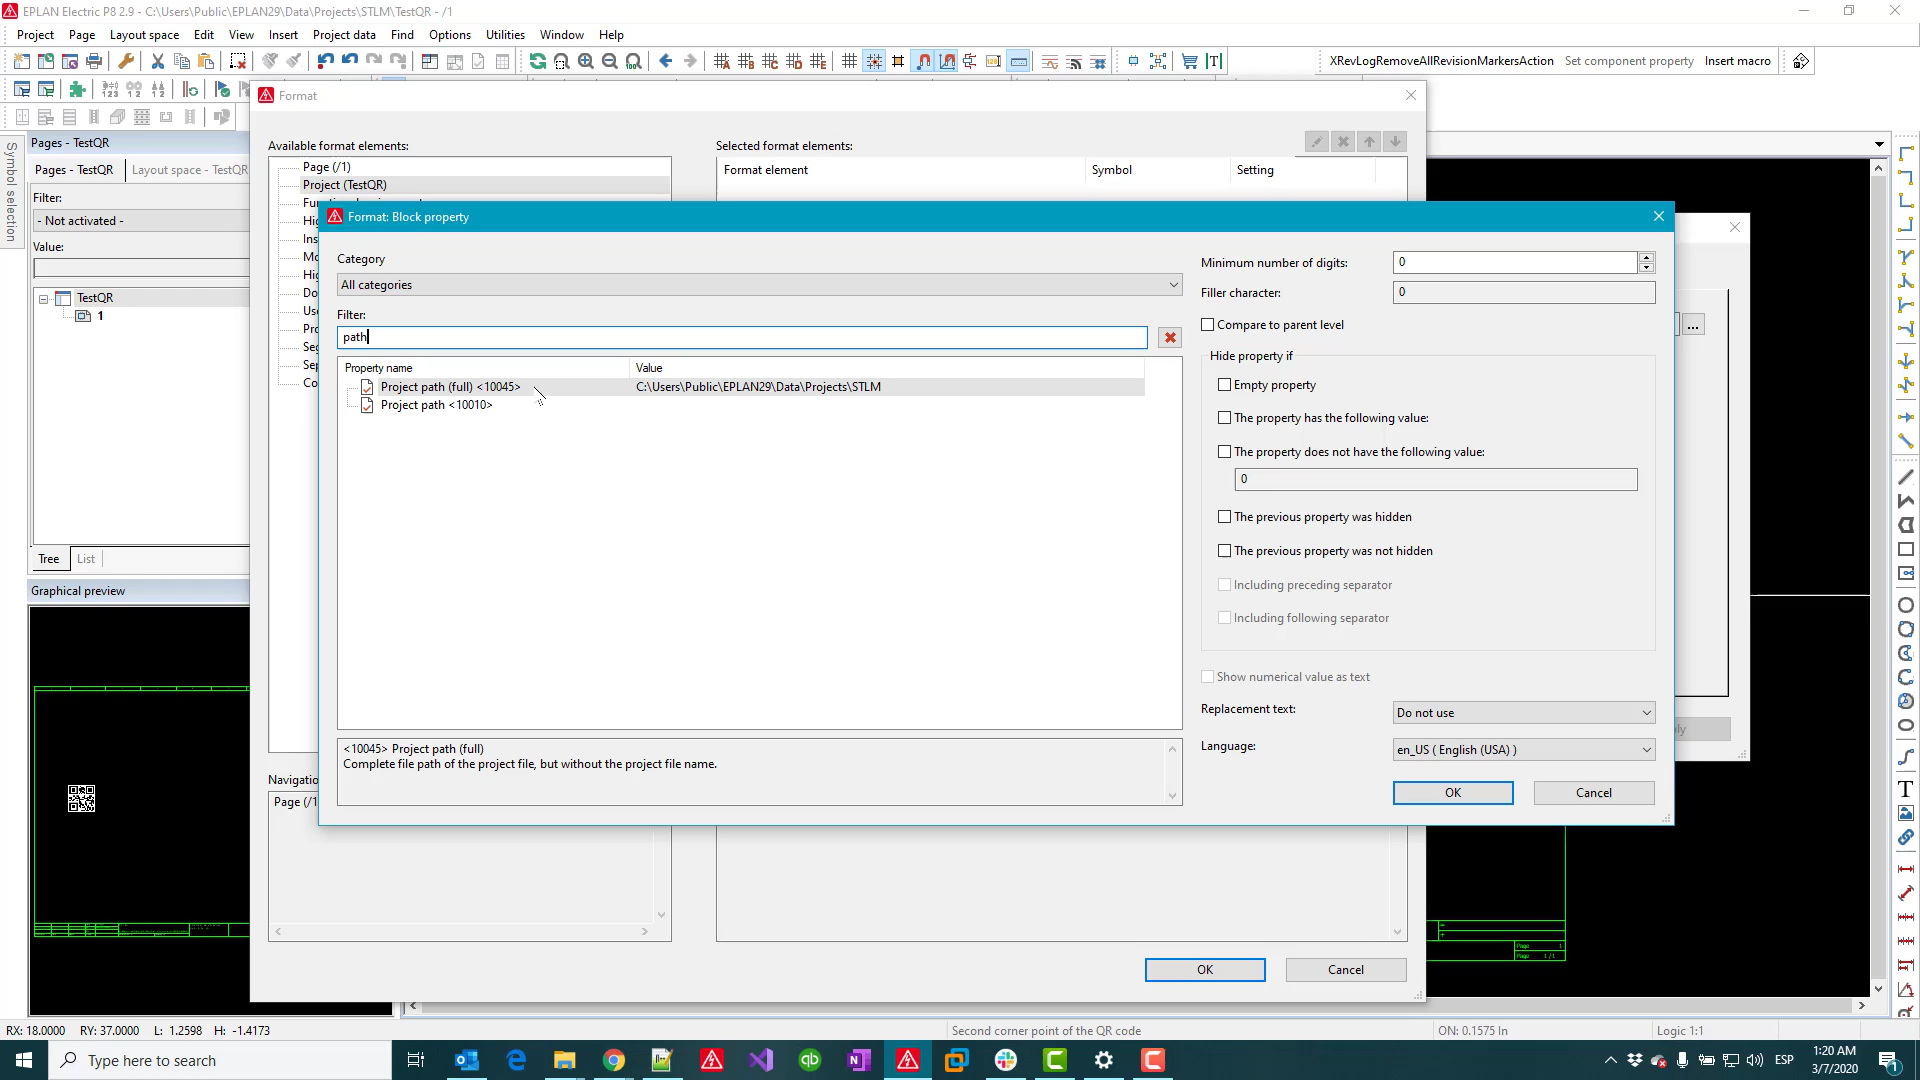 EPLAN Electric P8 2.9 - C:\Users\Public\EPLAN29\Data\Projects\STLM\TestQR - /1
Project Page Layout space Edit View Insert Project data Find Options Utilities Window Help
XRevLogRemoveAllRevisionMarkersAction Set component property Insert macro
Format
Symbol selection
Pages - TestQR
Pages - TestQR Layout space - TestQR
Filter:
- Not activated -
Value:
TestQR
1
Tree List
Graphical preview
Available format elements:
Page (/1)
Project (TestQR)
Selected format elements:
Format element Symbol Setting
Format: Block property
Category
All categories
Filter:
path
Property name Value
Project path (full) <10045> C:\Users\Public\EPLAN29\Data\Projects\STLM
Project path <10010>
<10045> Project path (full)
Complete file path of the project file, but without the project file name.
Minimum number of digits: 0
Filler character: 0
Compare to parent level
Hide property if
Empty property
The property has the following value:
The property does not have the following value:
0
The previous property was hidden
The previous property was not hidden
Including preceding separator
Including following separator
Show numerical value as text
Replacement text: Do not use
Language: en_US ( English (USA) )
OK Cancel
Page (/1
OK Cancel
Page 1
Page 1 /1
RX: 18.0000 RY: 37.0000 L: 1.2598 H: -1.4173
Second corner point of the QR code
ON: 0.1575 In
Logic 1:1
Type here to search
ESP
1:20 AM
3/7/2020
1